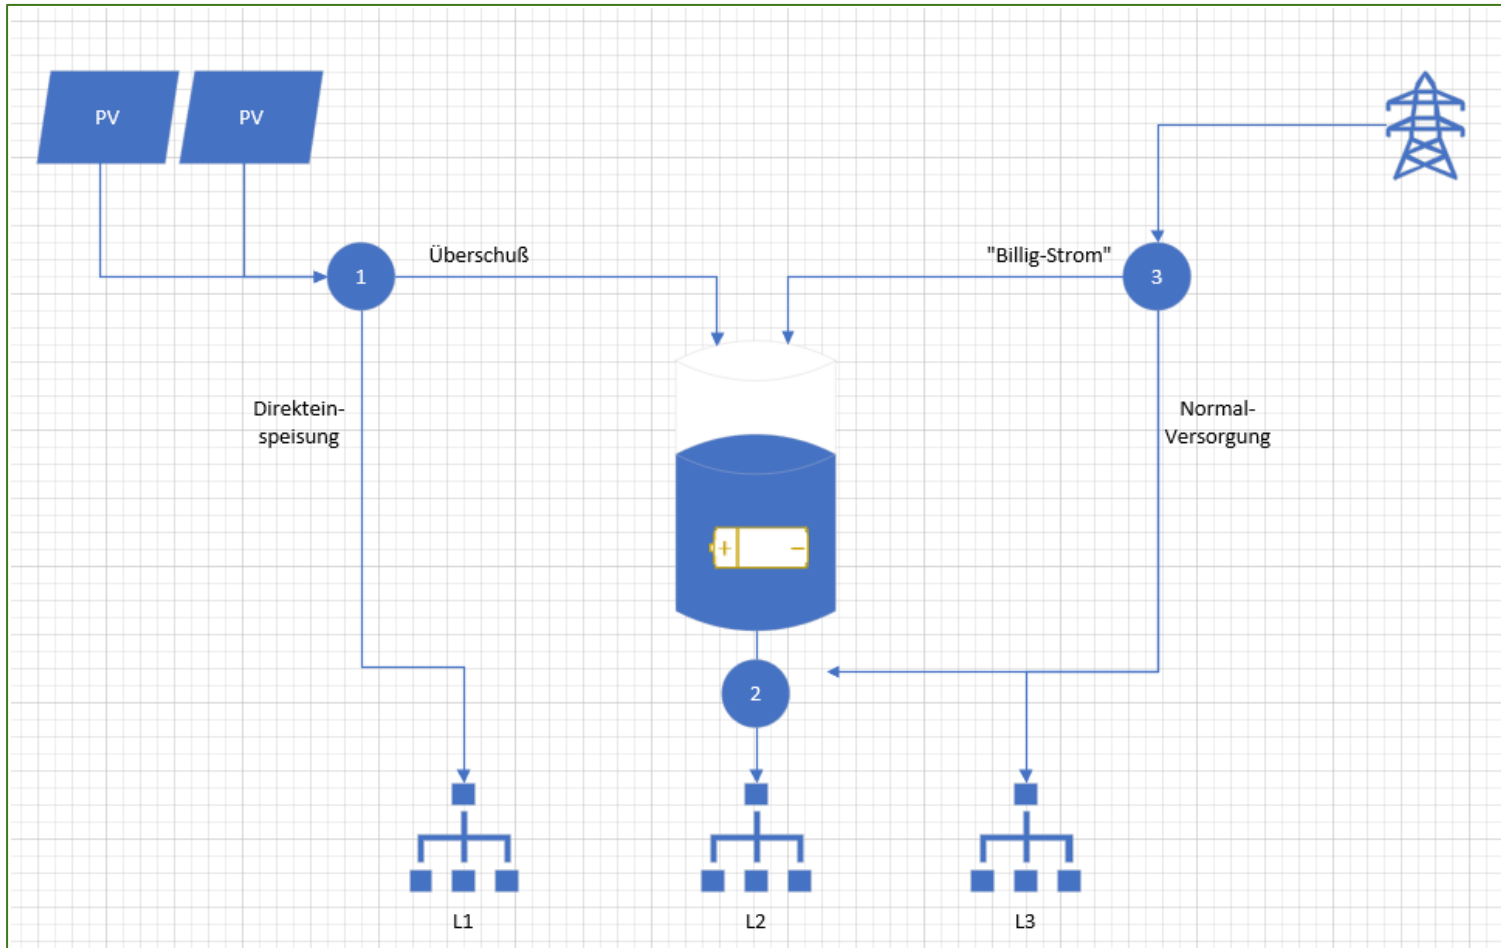 PV
PV
1
Überschuß
"Billig-Strom"
3
Direktein-
speisung
Normal-
Versorgung
+ −
2
L1
L2
L3